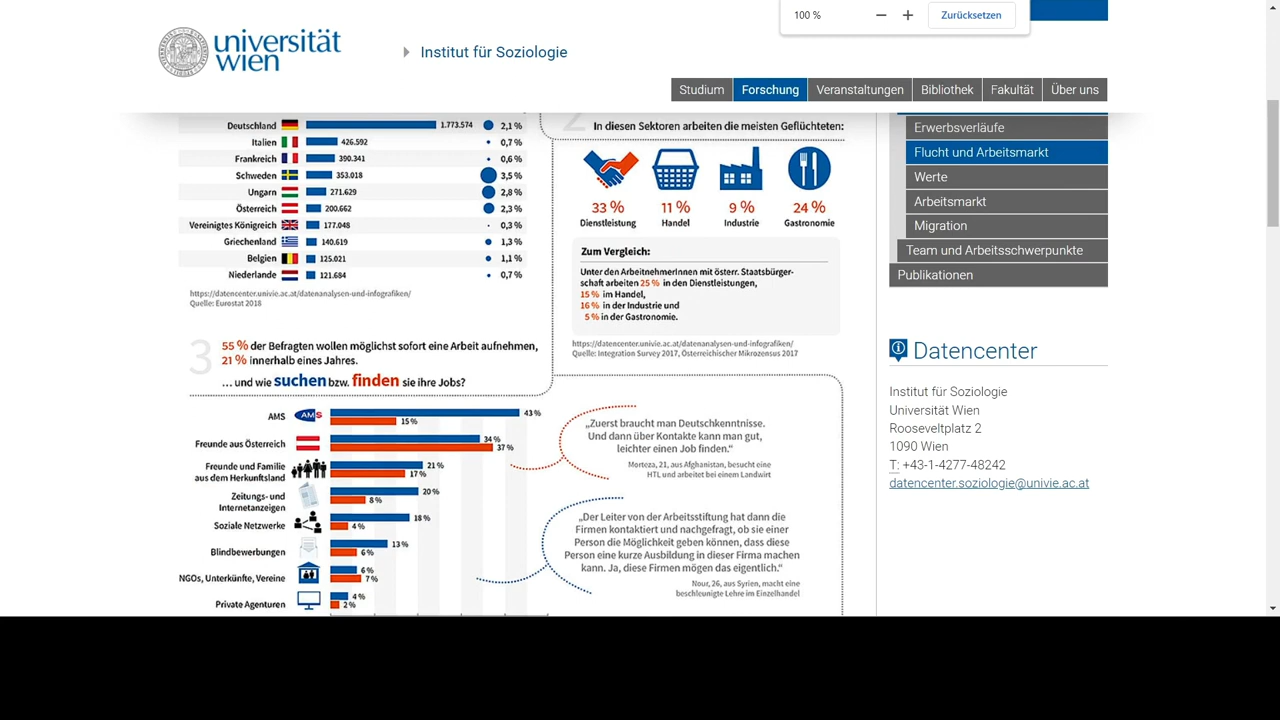 100 %
Zurücksetzen
universität
wien
Institut für Soziologie
Studium
Forschung
Veranstaltungen
Bibliothek
Fakultät
Über uns
Deutschland 1.773.574 2,1 %
Italien 426.592 0,7 %
Frankreich 390.341 0,6 %
Schweden 353.018 3,5 %
Ungarn 271.629 2,8 %
Österreich 200.662 2,3 %
Vereinigtes Königreich 177.048 0,3 %
Griechenland 140.619 1,3 %
Belgien 125.021 1,1 %
Niederlande 121.684 0,7 %
https://datencenter.univie.ac.at/datenanalysen-und-infografiken/
Quelle: Eurostat 2018
2 In diesen Sektoren arbeiten die meisten Geflüchteten:
33 % 11 % 9 % 24 %
Dienstleistung Handel Industrie Gastronomie
Zum Vergleich:
Unter den ArbeitnehmerInnen mit österr. Staatsbürger-
schaft arbeiten 25 % in den Dienstleistungen,
15 % im Handel,
16 % in der Industrie und
5 % in der Gastronomie.
https://datencenter.univie.ac.at/datenanalysen-und-infografiken/
Quelle: Integration Survey 2017, Österreichischer Mikrozensus 2017
3 55 % der Befragten wollen möglichst sofort eine Arbeit aufnehmen,
21 % innerhalb eines Jahres.
... und wie suchen bzw. finden sie ihre Jobs?
AMS AMS 43 %
15 %
Freunde aus Österreich 34 %
37 %
Freunde und Familie
aus dem Herkunftsland 21 %
17 %
Zeitungs- und
Internetanzeigen 20 %
8 %
Soziale Netzwerke 18 %
4 %
Blindbewerbungen 13 %
6 %
NGOs, Unterkünfte, Vereine 6 %
7 %
Private Agenturen 4 %
2 %
„Zuerst braucht man Deutschkenntnisse.
Und dann über Kontakte kann man gut,
leichter einen Job finden.“
Morteza, 21, aus Afghanistan, besucht eine
HTL und arbeitet bei einem Landwirt
„Der Leiter von der Arbeitsstiftung hat dann die
Firmen kontaktiert und nachgefragt, ob sie einer
Person die Möglichkeit geben können, dass diese
Person eine kurze Ausbildung in dieser Firma machen
kann. Ja, diese Firmen mögen das eigentlich.“
Nour, 26, aus Syrien, macht eine
beschleunigte Lehre im Einzelhandel
Erwerbsverläufe
Flucht und Arbeitsmarkt
Werte
Arbeitsmarkt
Migration
Team und Arbeitsschwerpunkte
Publikationen
Datencenter
Institut für Soziologie
Universität Wien
Rooseveltplatz 2
1090 Wien
T: +43-1-4277-48242
datencenter.soziologie@univie.ac.at